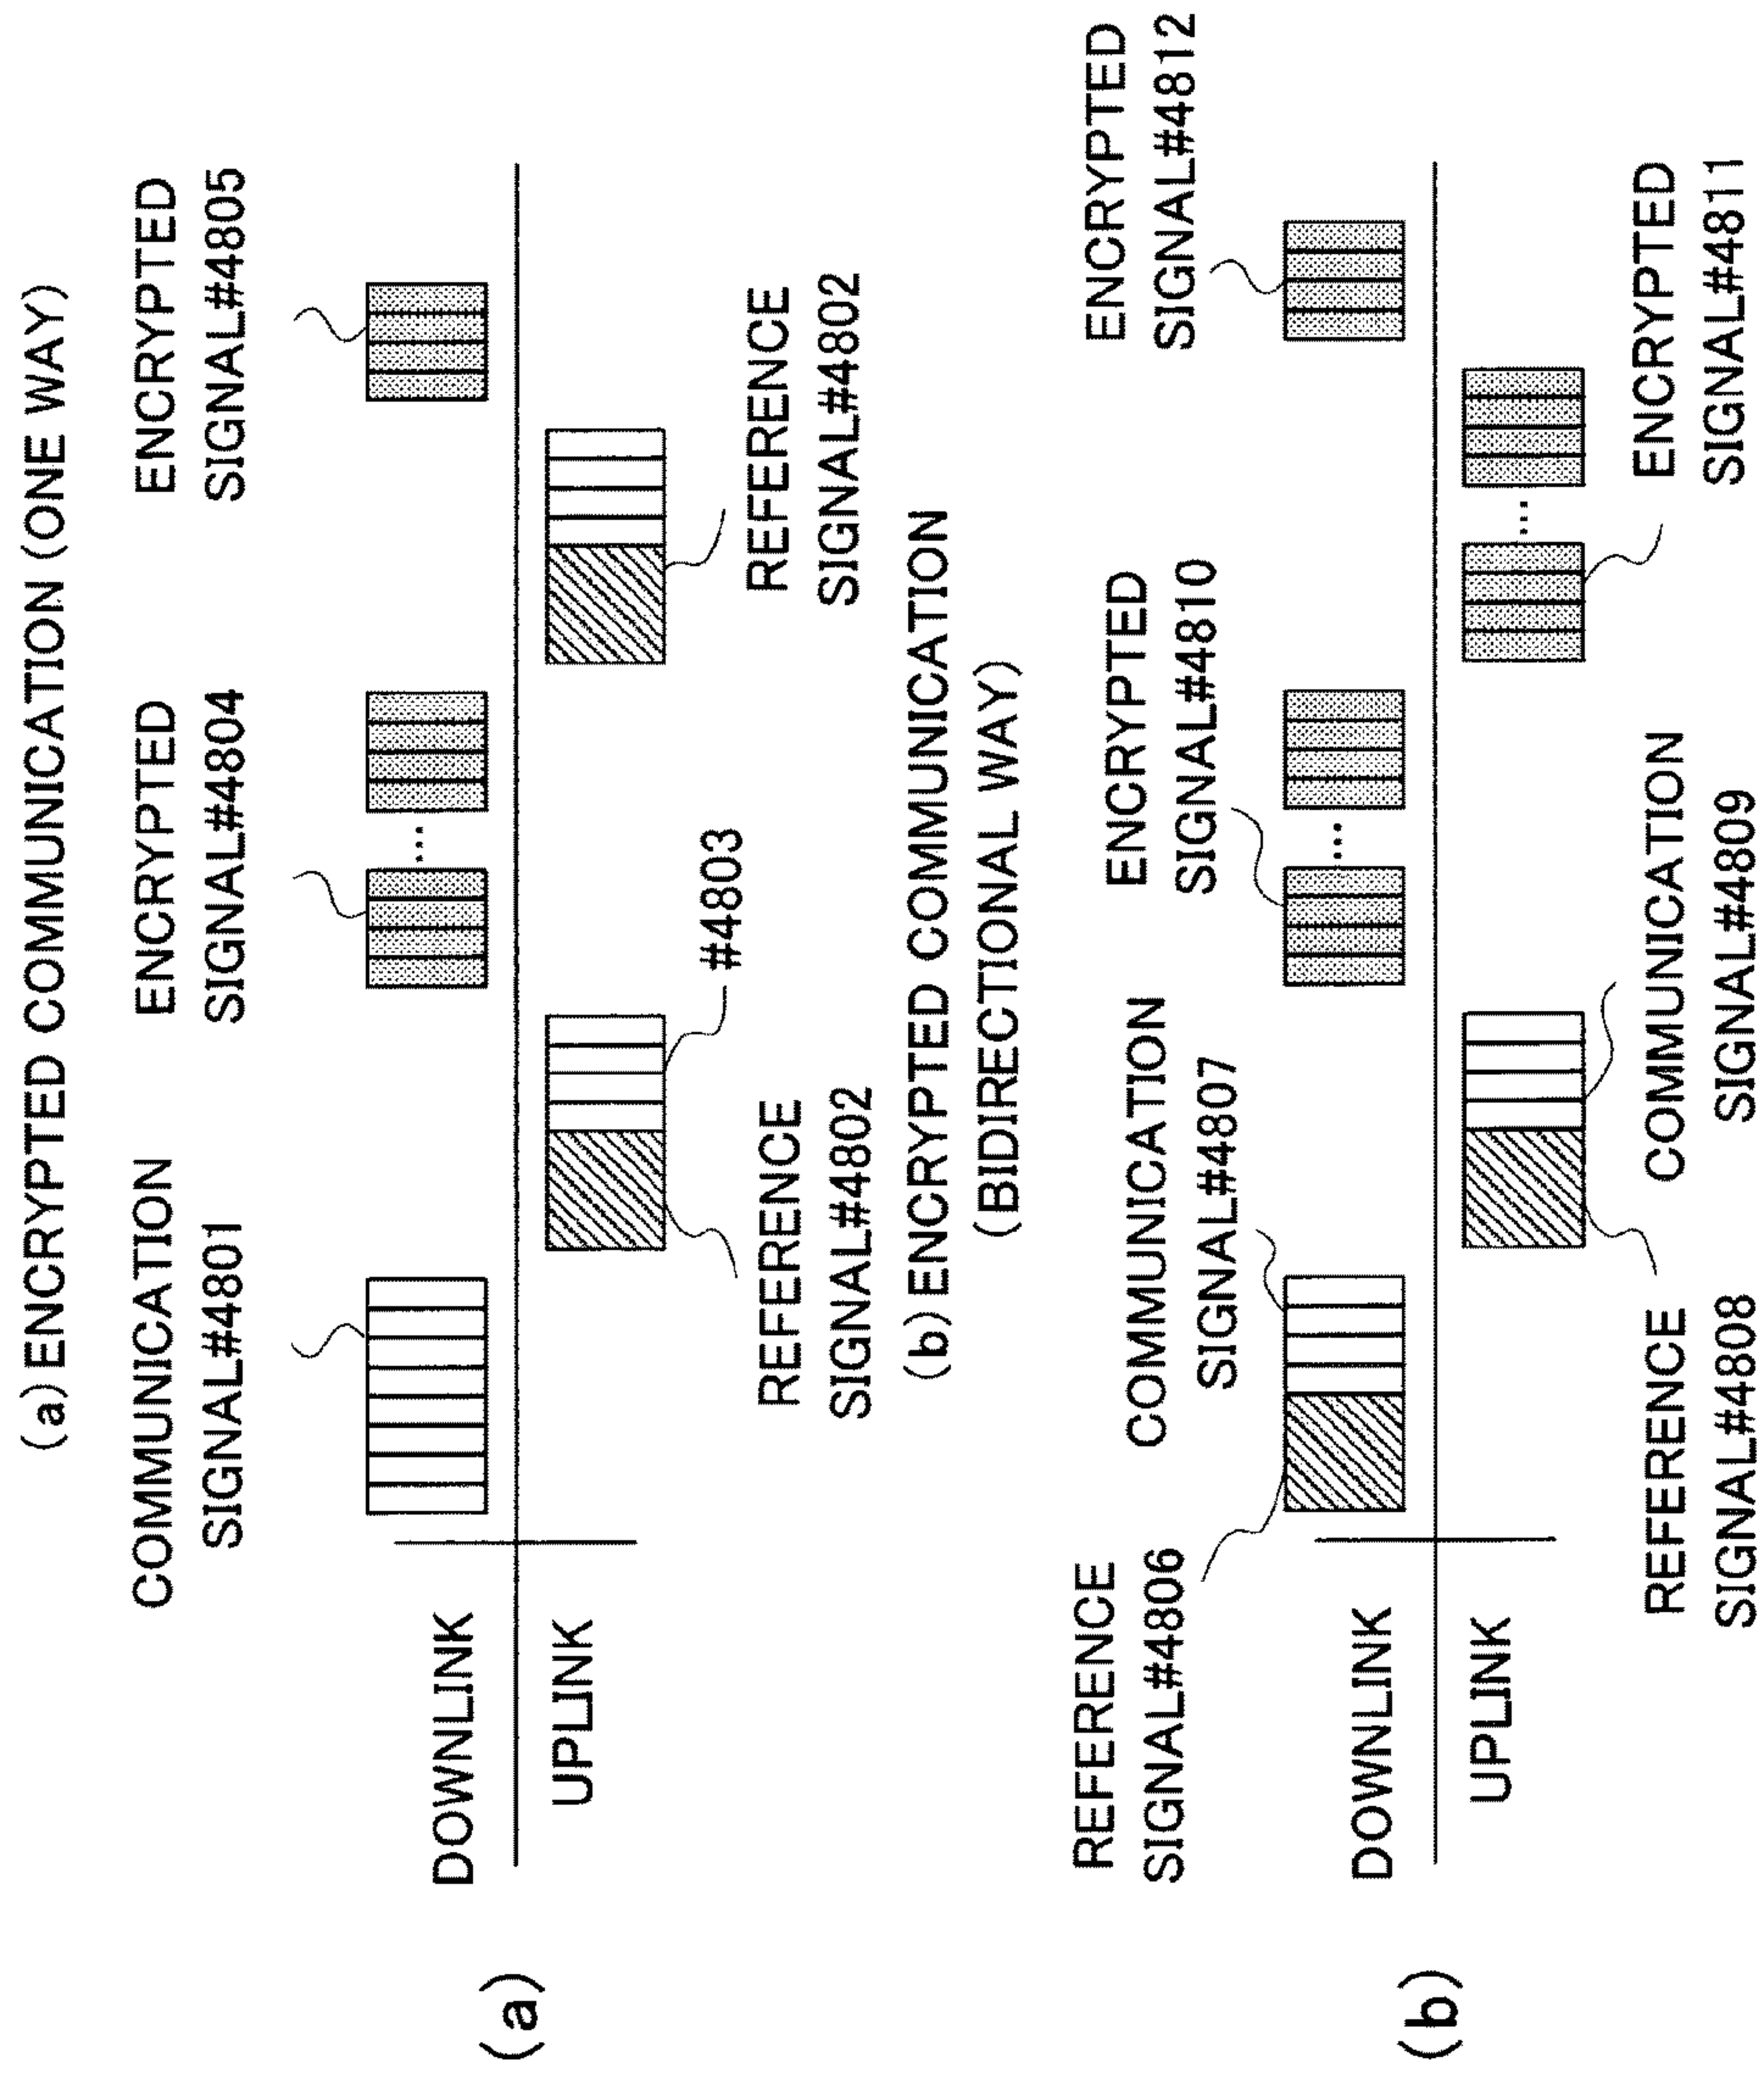 (a) ENCRYPTED COMMUNICATION (ONE WAY)
COMMUNICATION
SIGNAL#4801
ENCRYPTED
SIGNAL#4804
ENCRYPTED
SIGNAL#4805
(a)
DOWNLINK
...
UPLINK
#4803
REFERENCE
SIGNAL#4802
REFERENCE
SIGNAL#4802
(b) ENCRYPTED COMMUNICATION
(BIDIRECTIONAL WAY)
REFERENCE
SIGNAL#4806
COMMUNICATION
SIGNAL#4807
ENCRYPTED
SIGNAL#4810
ENCRYPTED
SIGNAL#4812
(b)
DOWNLINK
...
UPLINK
...
REFERENCE
SIGNAL#4808
COMMUNICATION
SIGNAL#4809
ENCRYPTED
SIGNAL#4811